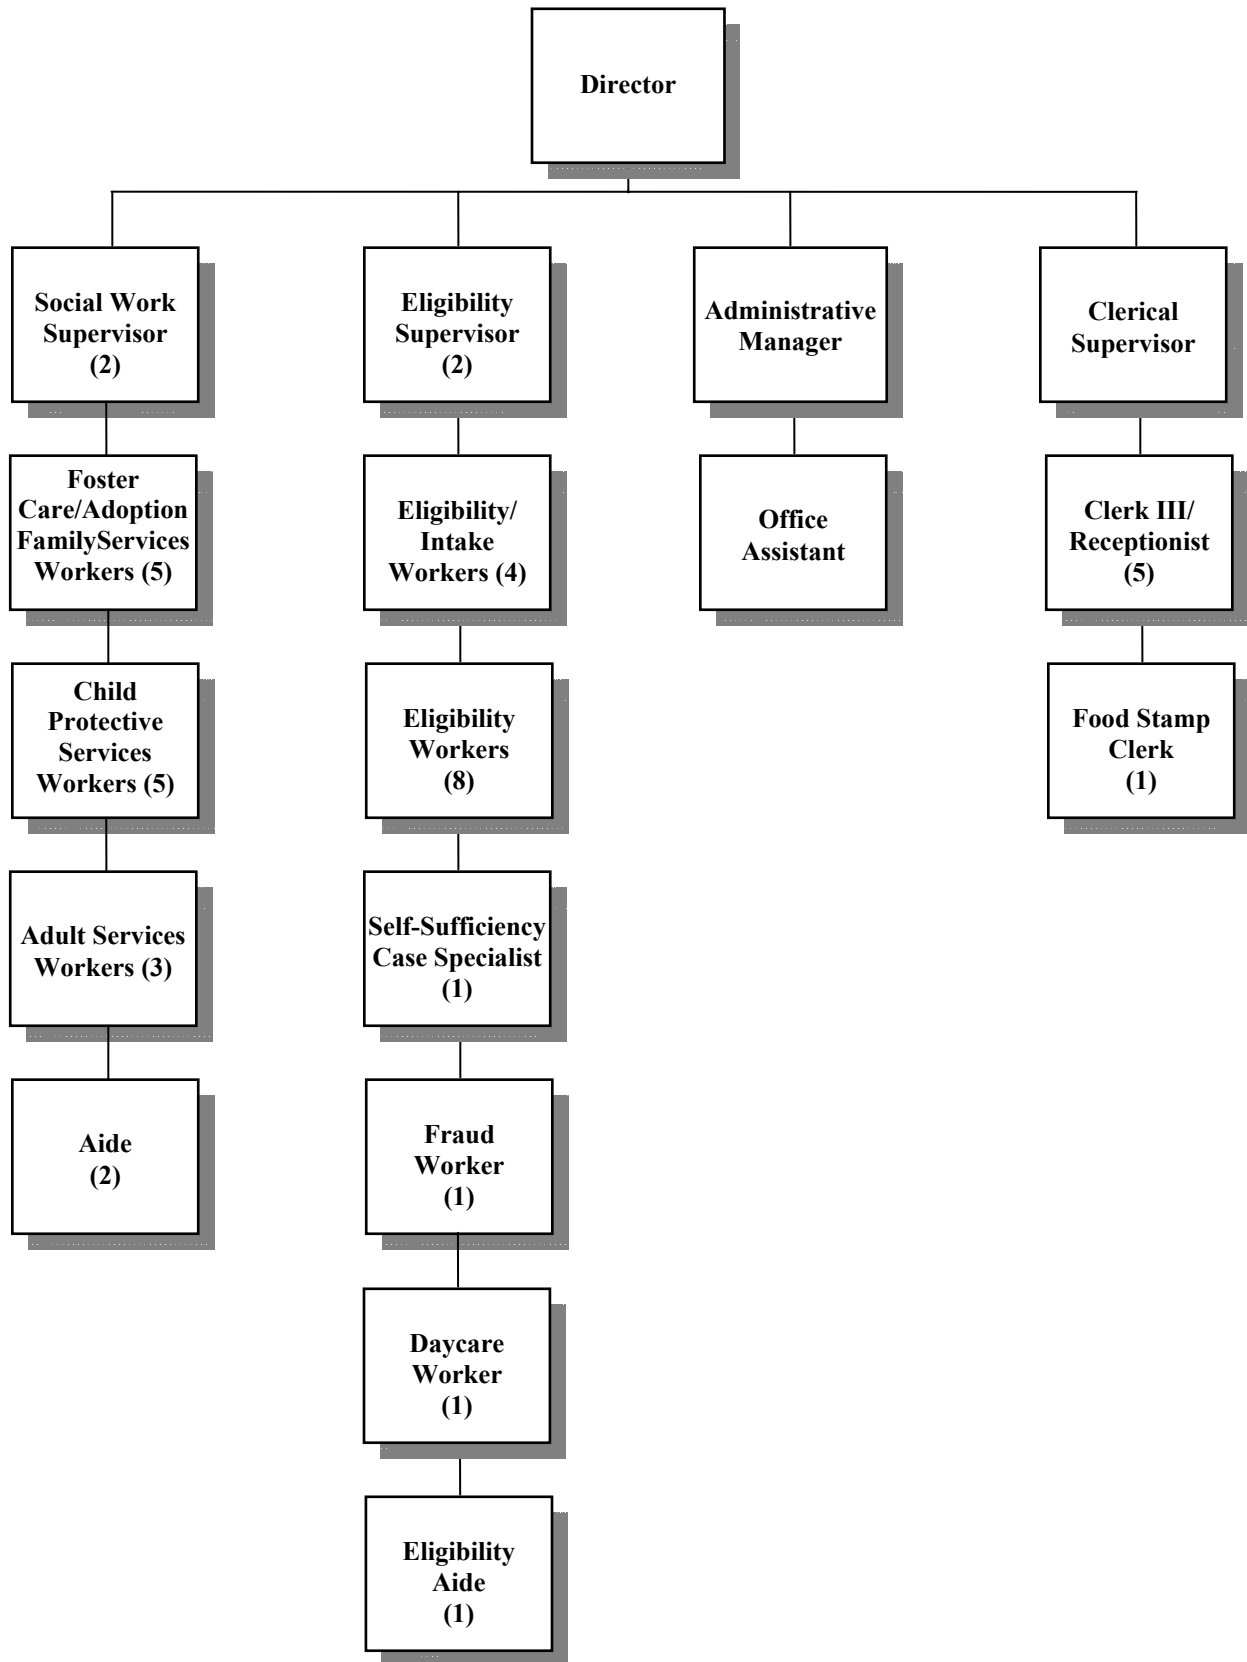 Director
Social Work
Supervisor
(2)
Eligibility
Supervisor
(2)
Administrative
Manager
Clerical
Supervisor
Foster
Care/Adoption
FamilyServices
Workers (5)
Eligibility/
Intake
Workers (4)
Office
Assistant
Clerk III/
Receptionist
(5)
Child
Protective
Services
Workers (5)
Eligibility
Workers
(8)
Food Stamp
Clerk
(1)
Adult Services
Workers (3)
Self-Sufficiency
Case Specialist
(1)
Aide
(2)
Fraud
Worker
(1)
Daycare
Worker
(1)
Eligibility
Aide
(1)